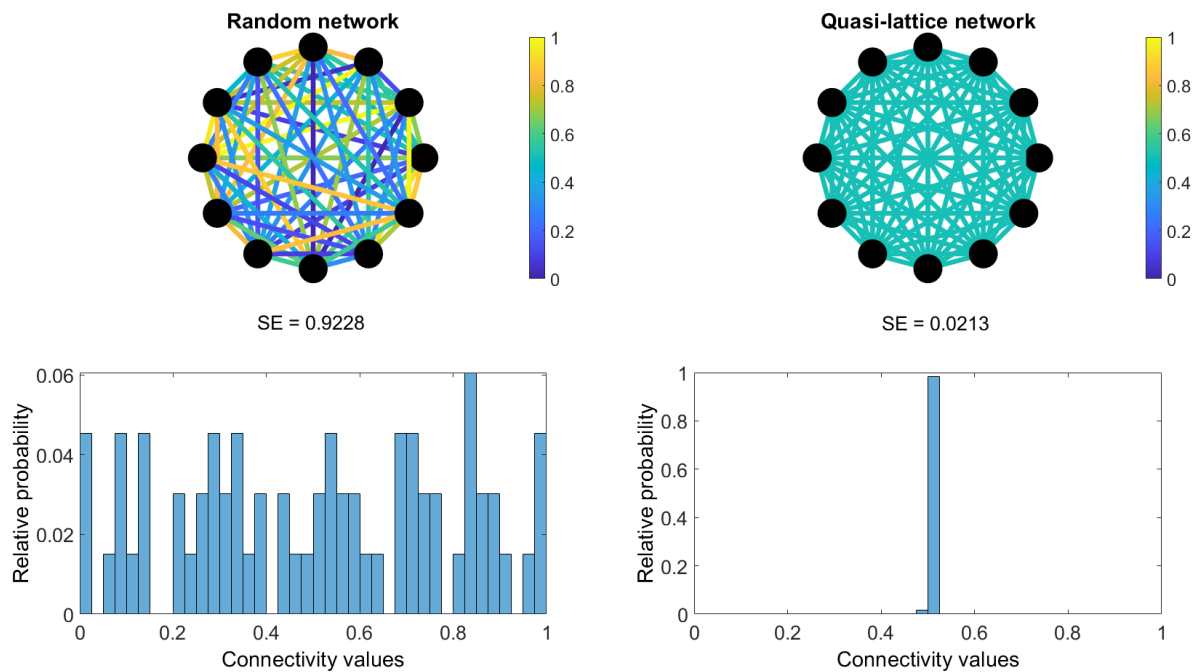 Random network
1
0.8
0.6
0.4
0.2
0
SE = 0.9228
Quasi-lattice network
1
0.8
0.6
0.4
0.2
0
SE = 0.0213
Relative probability
0.06
0.04
0.02
0
0 0.2 0.4 0.6 0.8 1
Connectivity values
Relative probability
1
0.8
0.6
0.4
0.2
0
0 0.2 0.4 0.6 0.8 1
Connectivity values